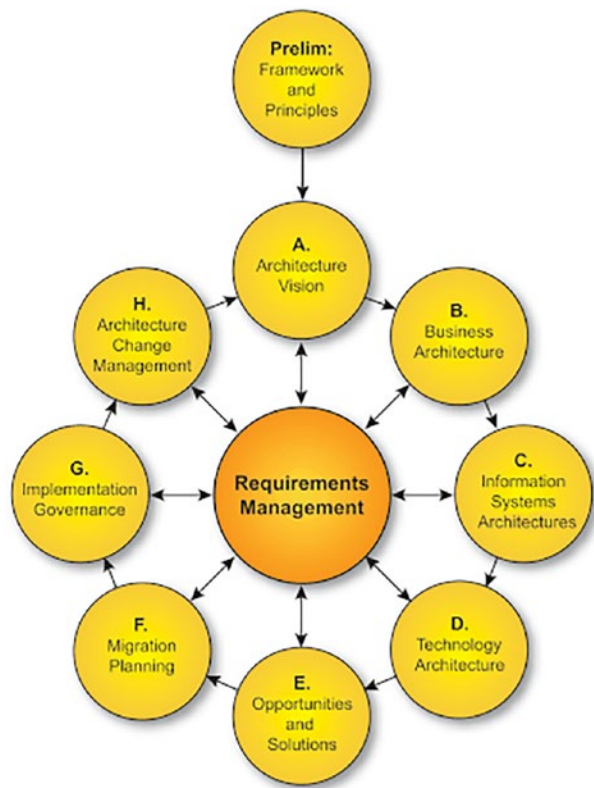 Prelim:
Framework
and
Principles
A.
Architecture
Vision
B.
Business
Architecture
C.
Information
Systems
Architectures
D.
Technology
Architecture
E.
Opportunities
and
Solutions
F.
Migration
Planning
G.
Implementation
Governance
H.
Architecture
Change
Management
Requirements
Management